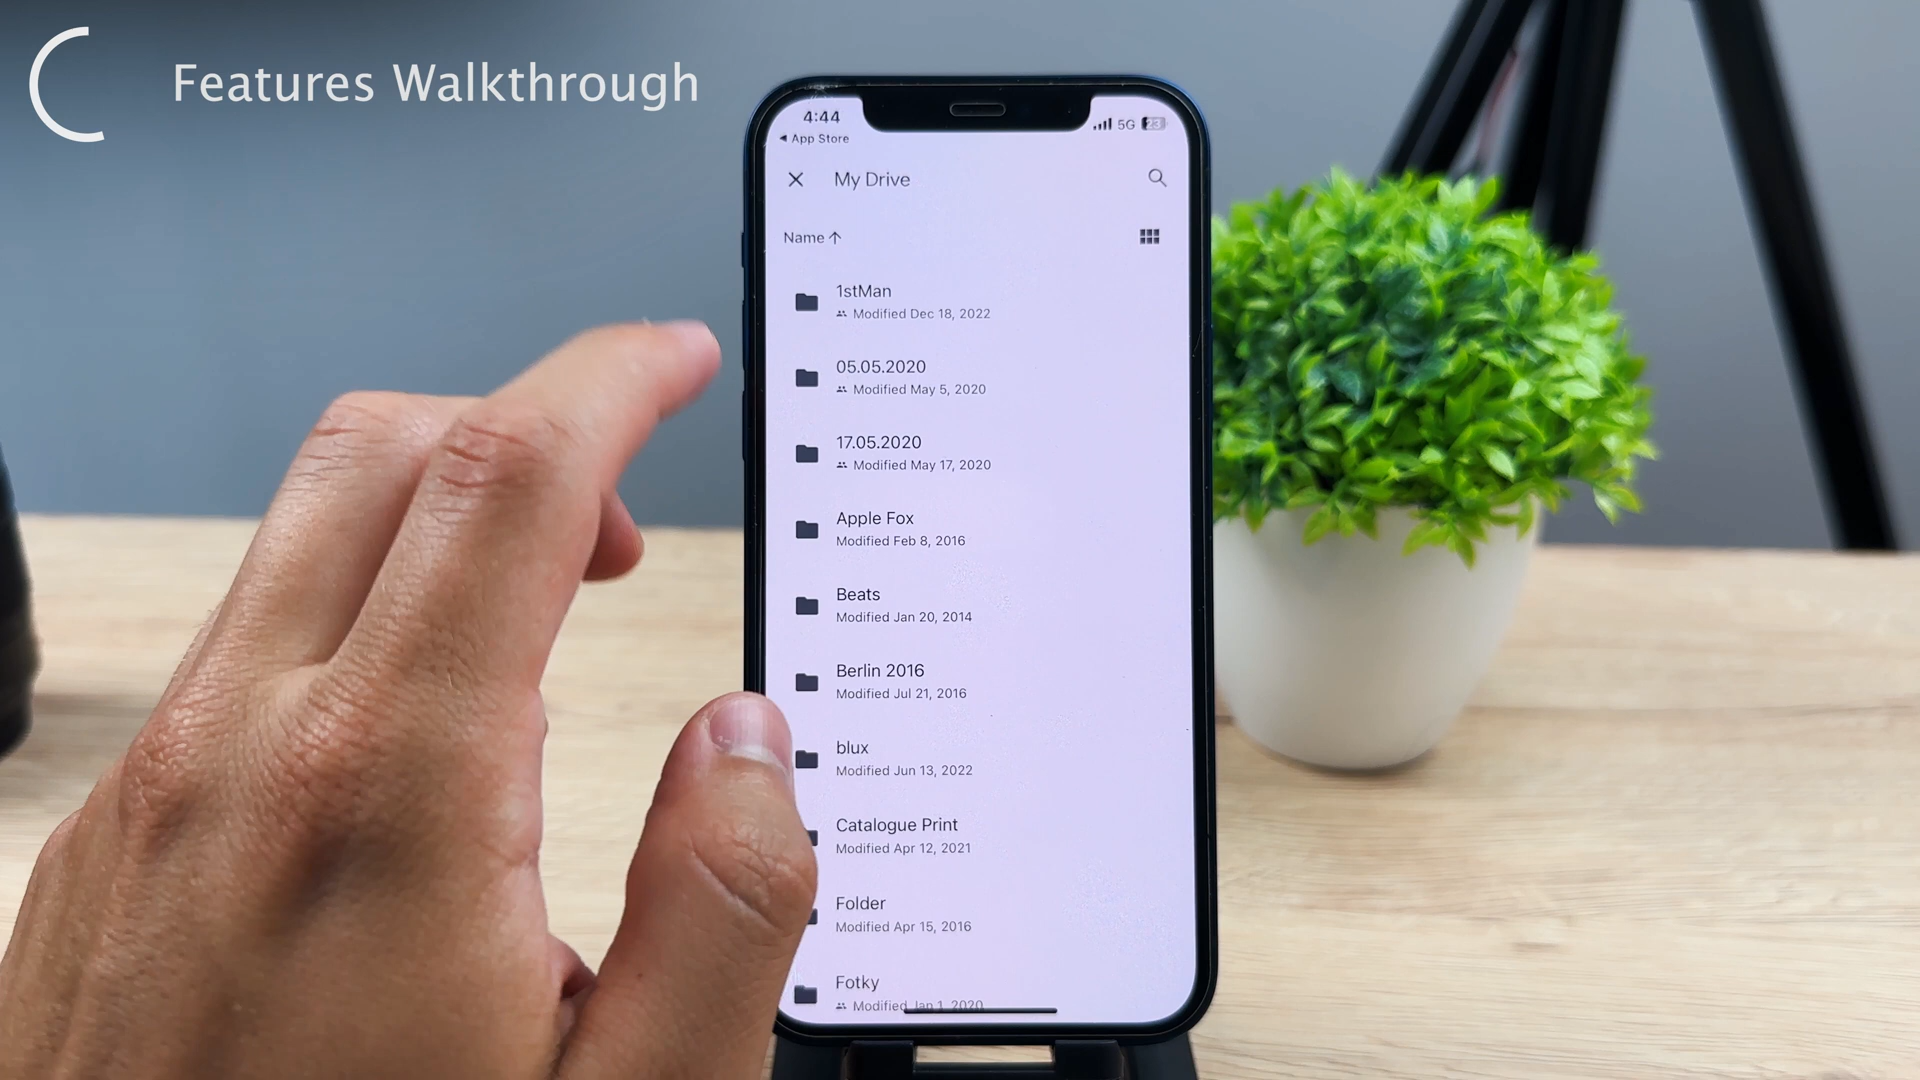 Features Walkthrough
4:44
5G 23
◀ App Store
My Drive
Name ↑
1stMan
Modified Dec 18, 2022
05.05.2020
Modified May 5, 2020
17.05.2020
Modified May 17, 2020
Apple Fox
Modified Feb 8, 2016
Beats
Modified Jan 20, 2014
Berlin 2016
Modified Jul 21, 2016
blux
Modified Jun 13, 2022
Catalogue Print
Modified Apr 12, 2021
Folder
Modified Apr 15, 2016
Fotky
Modified Jan 1, 2020